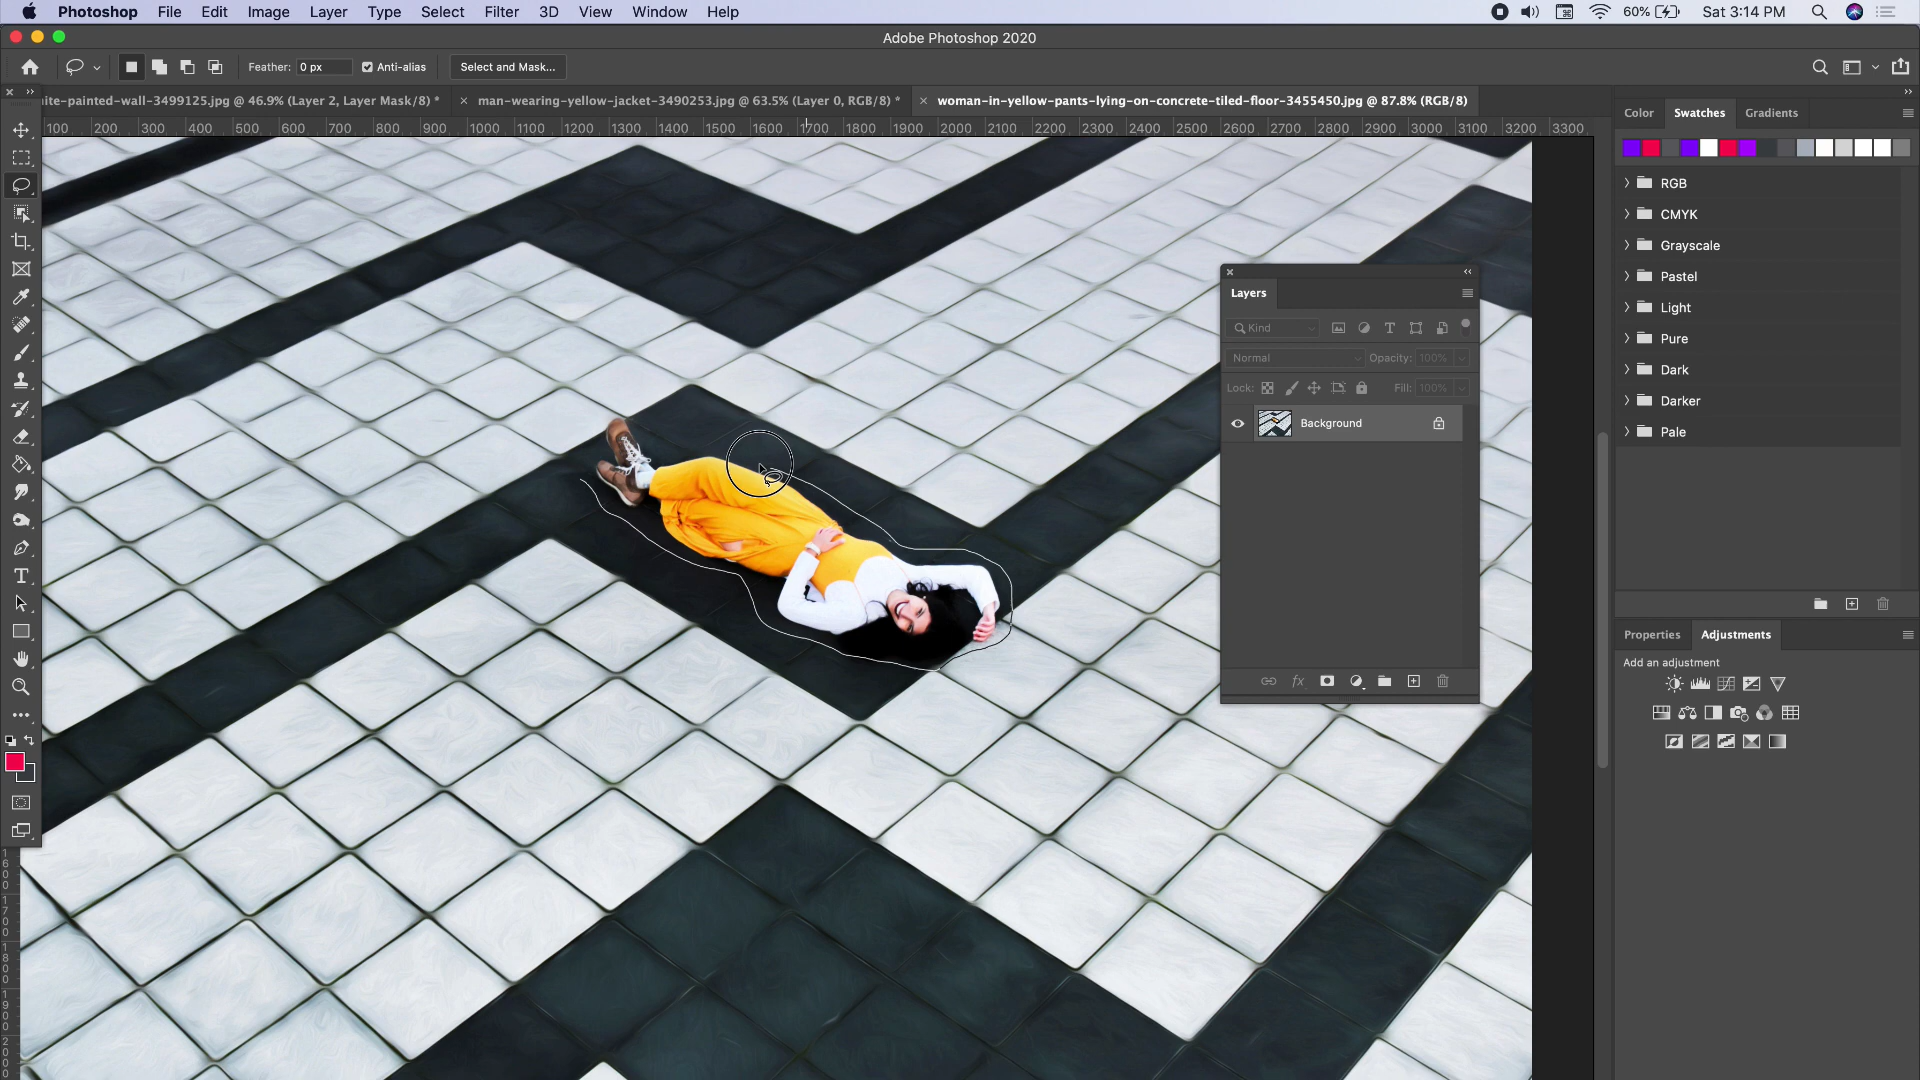 Photoshop File Edit Image Layer Type Select Filter 3D View Window Help 60% Sat 3:14 PM
Adobe Photoshop 2020
Feather: 0 px Anti-alias Select and Mask...
ite-painted-wall-3499125.jpg @ 46.9% (Layer 2, Layer Mask/8) * man-wearing-yellow-jacket-3490253.jpg @ 63.5% (Layer 0, RGB/8) * woman-in-yellow-pants-lying-on-concrete-tiled-floor-3455450.jpg @ 87.8% (RGB/8)
100 200 300 400 500 600 700 800 900 1000 1100 1200 1300 1400 1500 1600 1700 1800 1900 2000 2100 2200 2300 2400 2500 2600 2700 2800 2900 3000 3100 3200 3300
Color Swatches Gradients
RGB
CMYK
Grayscale
Pastel
Light
Pure
Dark
Darker
Pale
Layers
Kind
Normal Opacity: 100%
Lock: Fill: 100%
Background
Properties Adjustments
Add an adjustment
1600
1700
1800
1900
2000